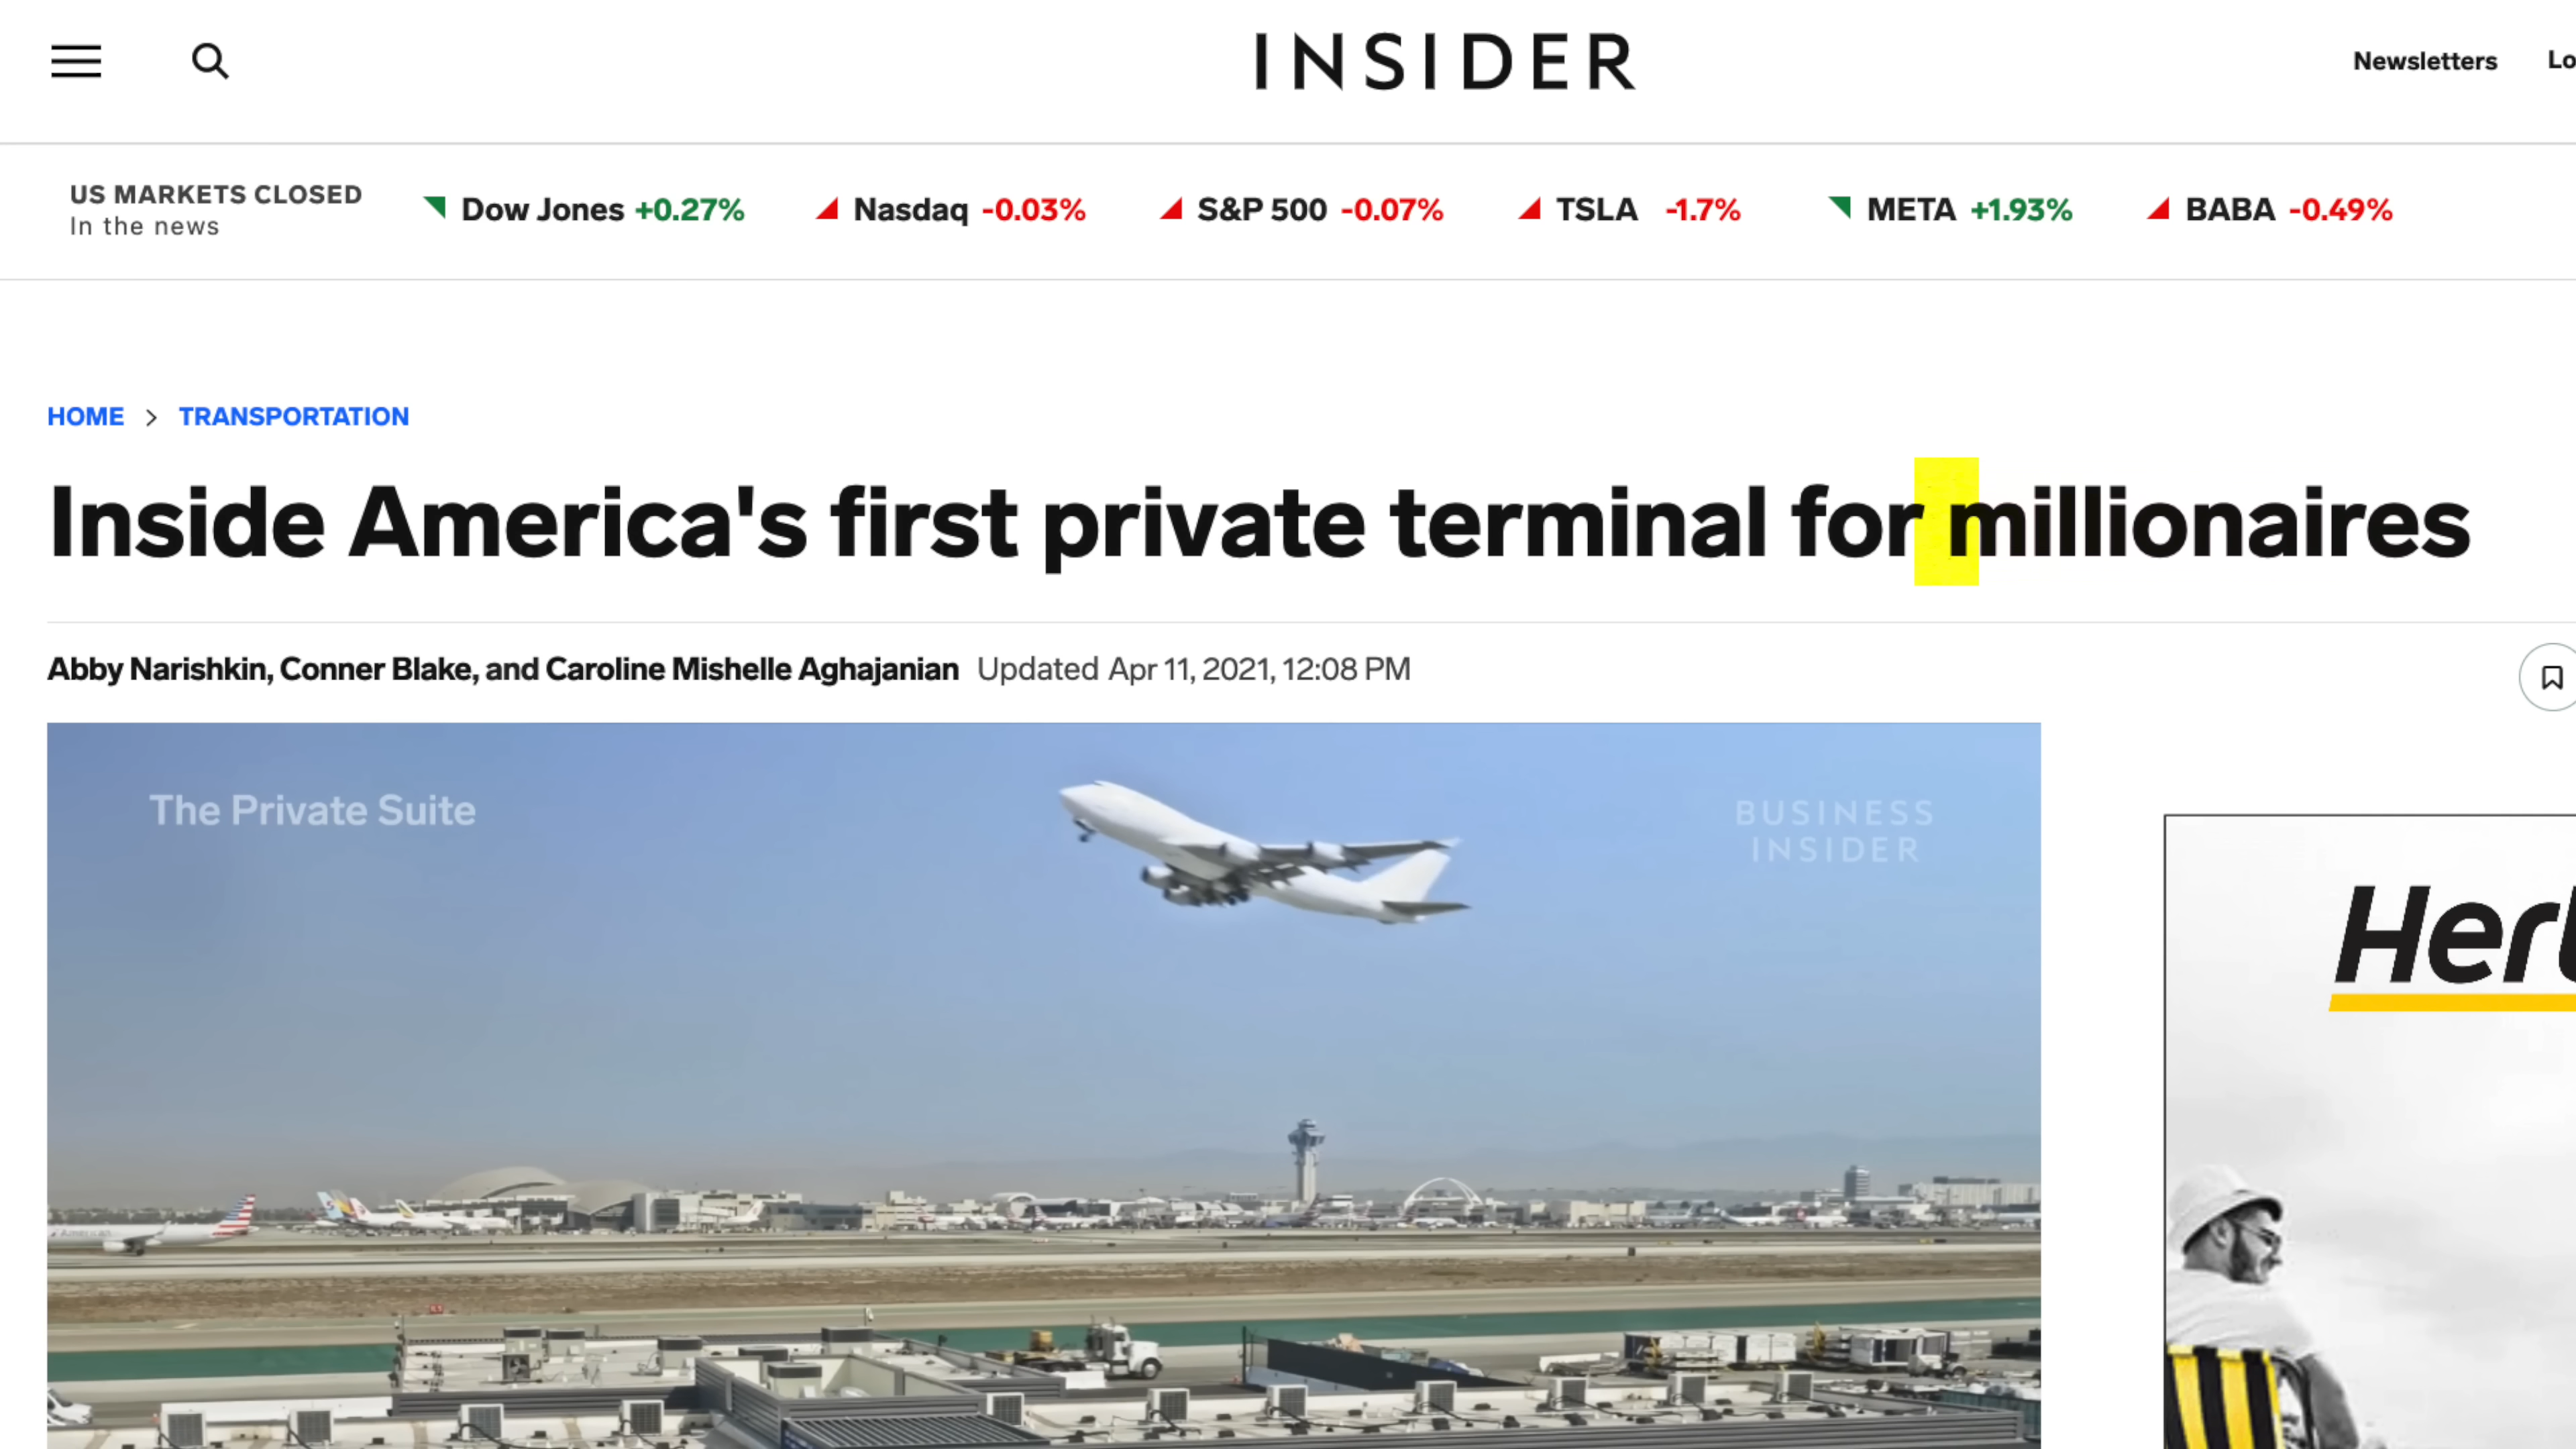 INSIDER
Newsletters
US MARKETS CLOSED
In the news
Dow Jones +0.27%
Nasdaq -0.03%
S&P 500 -0.07%
TSLA -1.7%
META +1.93%
BABA -0.49%
HOME > TRANSPORTATION
Inside America's first private terminal for millionaires
Abby Narishkin, Conner Blake, and Caroline Mishelle Aghajanian Updated Apr 11, 2021, 12:08 PM
The Private Suite
BUSINESS
INSIDER
American